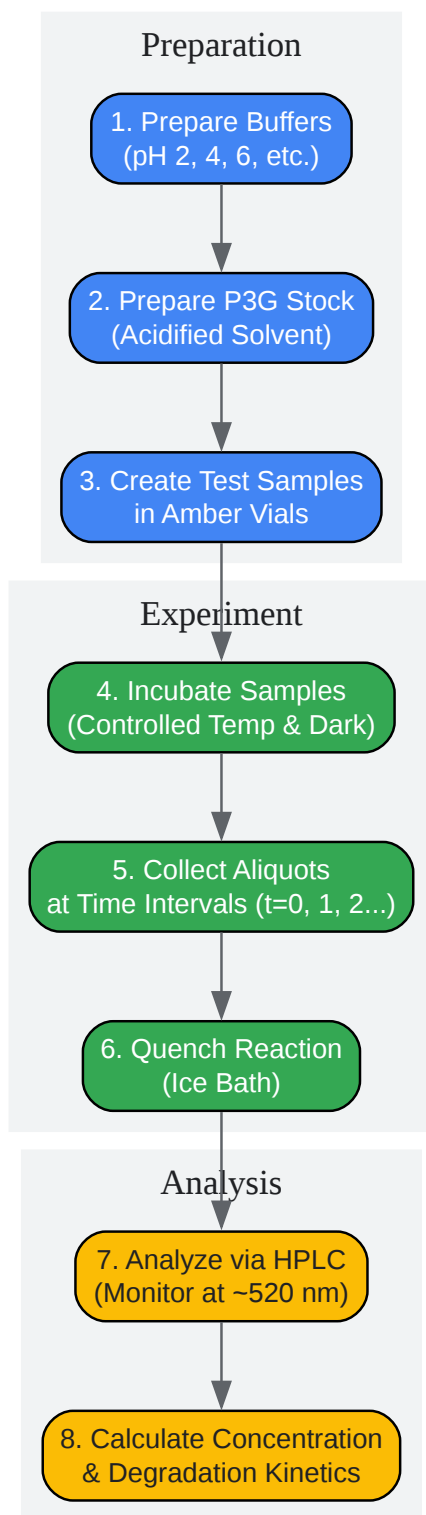 Preparation
1. Prepare Buffers
(pH 2, 4, 6, etc.)
2. Prepare P3G Stock
(Acidified Solvent)
3. Create Test Samples
in Amber Vials
Experiment
4. Incubate Samples
(Controlled Temp & Dark)
5. Collect Aliquots
at Time Intervals (t=0, 1, 2...)
6. Quench Reaction
(Ice Bath)
Analysis
7. Analyze via HPLC
(Monitor at ~520 nm)
8. Calculate Concentration
& Degradation Kinetics